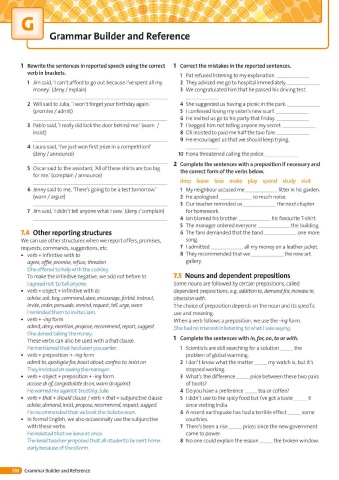 G
Grammar Builder and Reference
1 Rewrite the sentences in reported speech using the correct
verb in brackets.
1 Jim said, 'I can't afford to go out because I've spent all my
money.' (deny / explain)
2 Will said to Julia, 'I won't forget your birthday again.'
(promise / admit)
3 Pablo said, 'I really did lock the door behind me.' (warn /
insist)
4 Laura said, 'I've just won first prize in a competition!'
(deny / announce)
5 Oscar said to the assistant, 'All of these shirts are too big
for me.' (complain / announce)
6 Jenny said to me, 'There's going to be a test tomorrow.'
(warn / argue)
7 Jim said, 'I didn't tell anyone what I saw.' (deny / complain)
7.4 Other reporting structures
We can use other structures when we report offers, promises,
requests, commands, suggestions, etc.
• verb + infinitive with to
agree, offer, promise, refuse, threaten
She offered to help with the cooking.
To make the infinitive negative, we add not before to.
I agreed not to tell anyone.
• verb + object + infinitive with to
advise, ask, beg, command, dare, encourage, forbid, instruct,
invite, order, persuade, remind, request, tell, urge, warn
I reminded them to invite Liam.
• verb + -ing form
admit, deny, mention, propose, recommend, report, suggest
She denied taking the money.
These verbs can also be used with a that clause.
He mentioned that he'd seen you earlier.
• verb + preposition + -ing form
admit to, apologise for, boast about, confess to, insist on
They insisted on seeing the manager.
• verb + object + preposition + -ing form
accuse sb of, congratulate sb on, warn sb against
He warned me against trusting Julie.
• verb + that + should clause / verb + that + subjunctive clause
advise, demand, insist, propose, recommend, request, suggest
He recommended that we book the tickets soon.
• In formal English, we also occasionally use the subjunctive
with these verbs.
He insisted that we leave at once.
The head teacher proposed that all students be sent home
early because of the storm.
1 Correct the mistakes in the reported sentences.
1 Pat refused listening to my explanation.
2 They advised me go to hospital immediately.
3 We congratulated him that he passed his driving test.
4 She suggested us having a picnic in the park.
5 I confessed losing my sister's new scarf.
6 He invited us go to his party that Friday.
7 I begged him not telling anyone my secret.
8 Oli insisted to paid me half the taxi fare.
9 He encouraged us that we should keep trying.
10 Fiona threatened calling the police.
2 Complete the sentences with a preposition if necessary and
the correct form of the verbs below.
drop leave lose make play spend study visit
1 My neighbour accused me litter in his garden.
2 He apologised so much noise.
3 Our teacher reminded us the next chapter
for homework.
4 Ian blamed his brother his favourite T-shirt.
5 The manager ordered everyone the building.
6 The fans demanded that the band one more
song.
7 I admitted all my money on a leather jacket.
8 They recommended that we the new art
gallery.
7.5 Nouns and dependent prepositions
Some nouns are followed by certain prepositions, called
dependent prepositions, e.g. addition to, demand for, increase in,
obsession with.
The choice of preposition depends on the noun and its specific
use and meaning.
When a verb follows a preposition, we use the -ing form.
She had no interest in listening to what I was saying.
1 Complete the sentences with in, for, on, to or with.
1 Scientists are still searching for a solution the
problem of global warming.
2 I don't know what the matter my watch is, but it's
stopped working.
3 What's the difference price between these two pairs
of boots?
4 Do you have a preference tea or coffee?
5 I didn't use to like spicy food but I've got a taste it
since visiting India.
6 A recent earthquake has had a terrible effect some
countries.
7 There's been a rise prices since the new government
came to power.
8 No one could explain the reason the broken window.
Grammar Builder and Reference